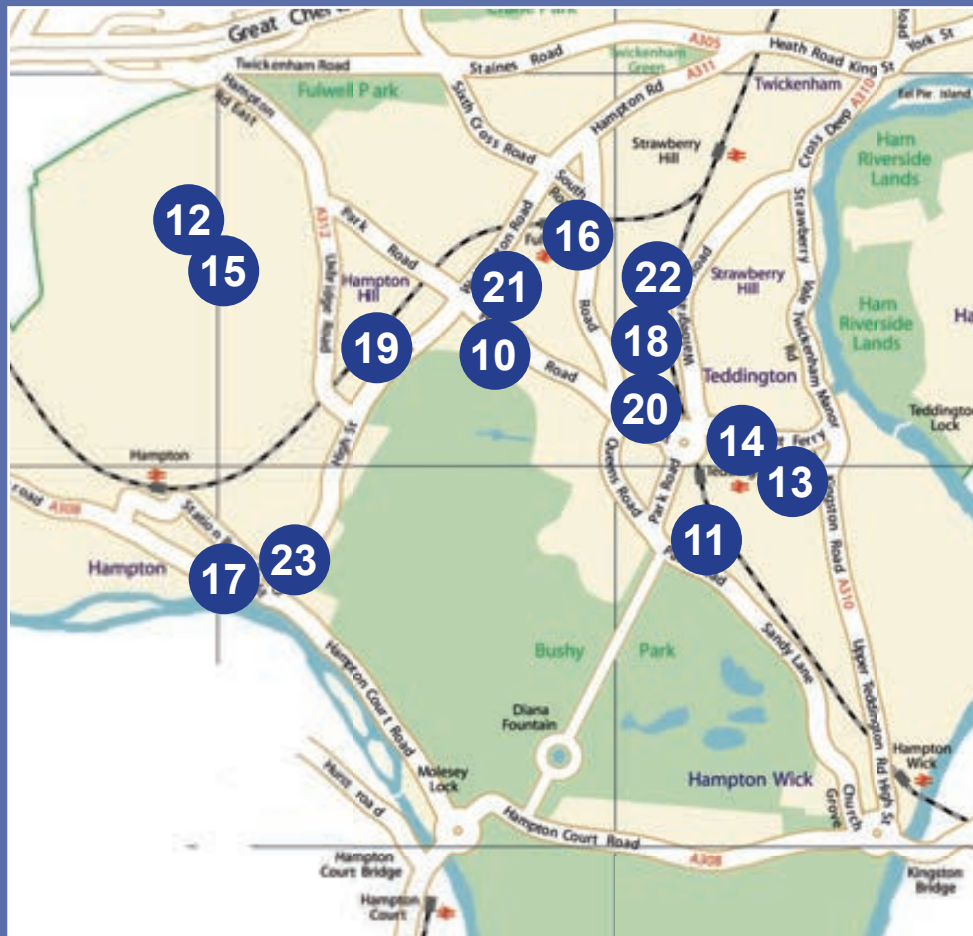 Great
York St
Heath Road King St
A305
Twickenham Road
Staines Road
Twickenham
Green
A311
Hampton Rd
Twickenham
A310
Eel Pie Island
Hampton
Rd East
Fulwell Park
Sixth Cross Road
Strawberry
Hill
Cross Deep
Ham
Riverside
Lands
South
12
A312
Park
Road
16
Strawberry Vale Twickenham
Rd
Manor
15
Uxbridge Road
Hampton
Hill
21
Road
22
Strawberry
Hill
Ham
Riverside
Lands
19
10
Road
18
Teddington
20
Teddington
Lock
High St
14
Ferry
13
Hampton
road
A308
Station
Queens Road
Park Road
Kingston Road
A310
11
Hampton
17
23
Sandy Lane
Bushy
Park
Hampton Court Road
Upper Teddington Rd High St
Diana
Fountain
Hurst road
Molesey
Lock
Hampton Wick
Hampton
Wick
Church
Grove
Hampton Court Road
A308
Hampton
Court Bridge
Kingston
Bridge
Hampton
Court